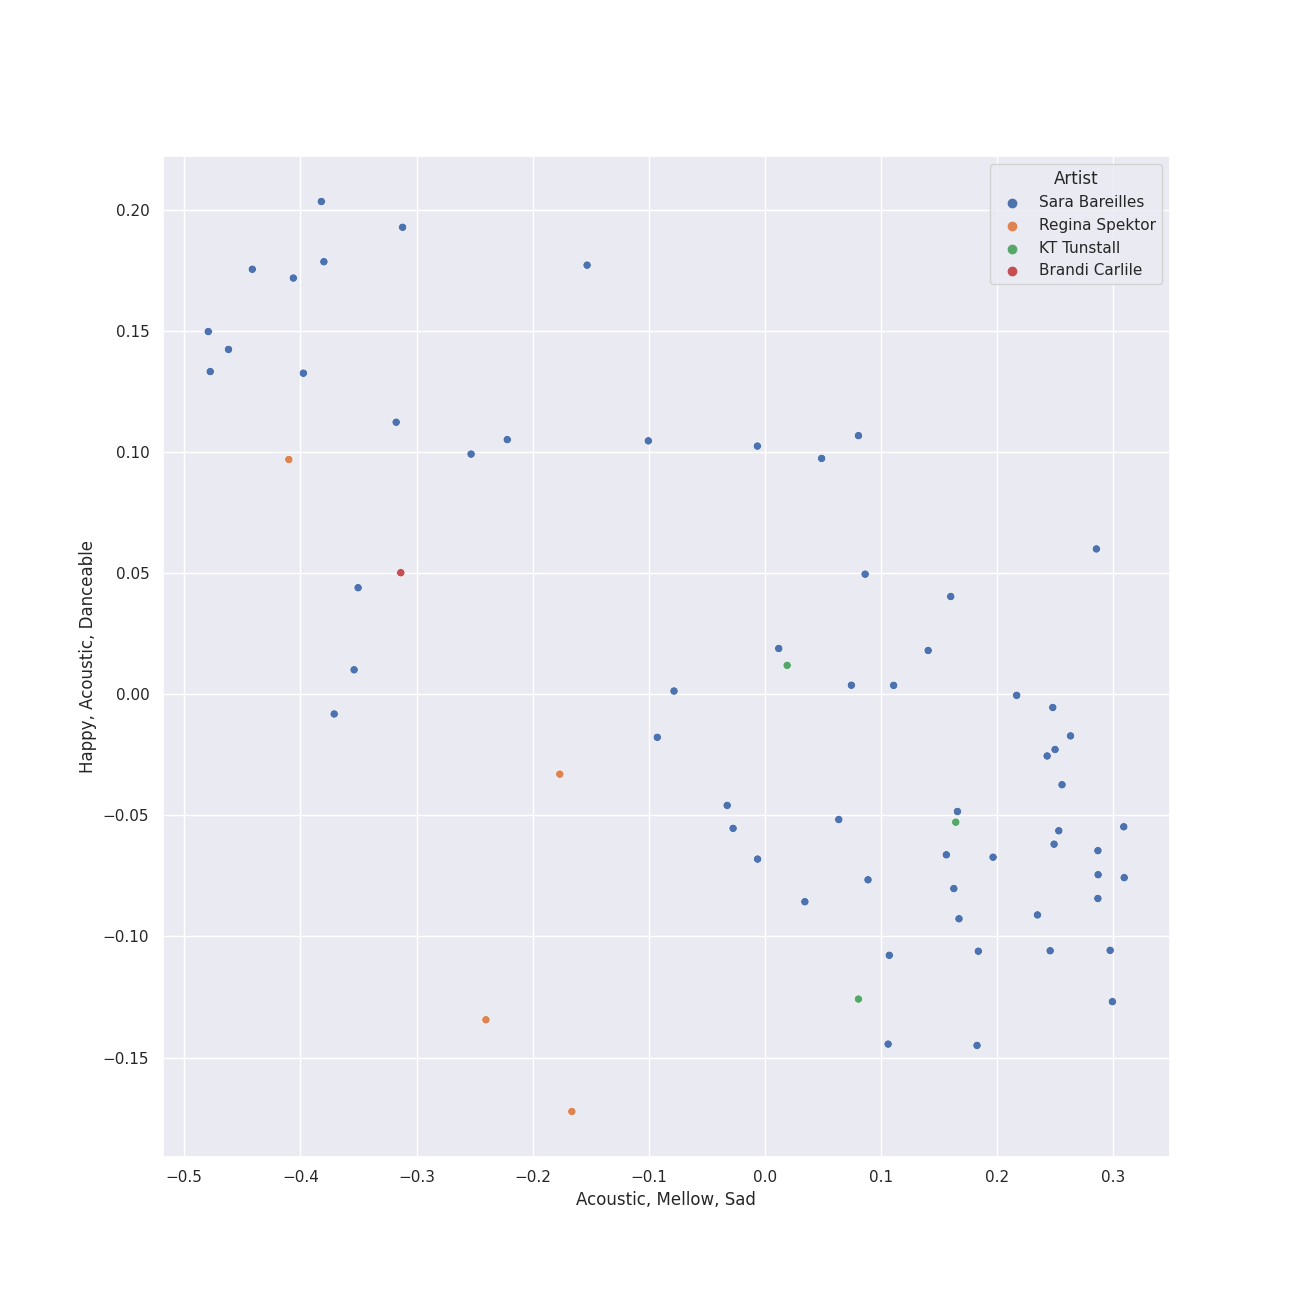 Artist
Sara Bareilles
Regina Spektor
KT Tunstall
Brandi Carlile
0.20
0.15
0.10
0.05
0.00
−0.05
−0.10
−0.15
Happy, Acoustic, Danceable
−0.5 −0.4 −0.3 −0.2 −0.1 0.0 0.1 0.2 0.3
Acoustic, Mellow, Sad